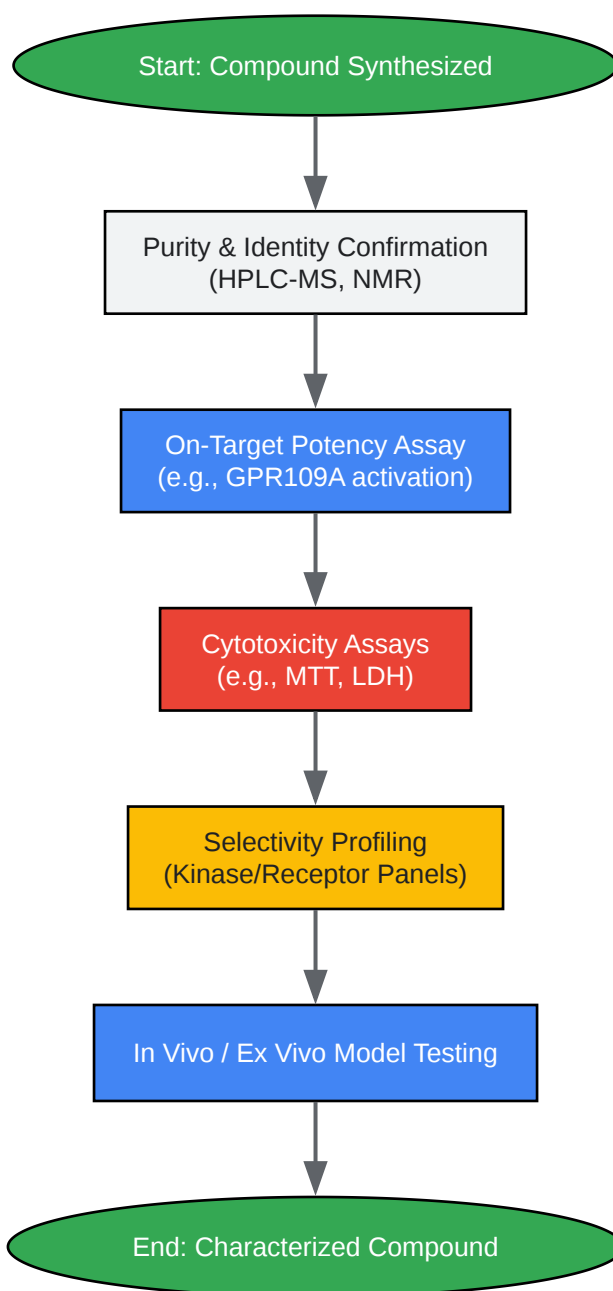 Start: Compound Synthesized
Purity & Identity Confirmation
(HPLC-MS, NMR)
On-Target Potency Assay
(e.g., GPR109A activation)
Cytotoxicity Assays
(e.g., MTT, LDH)
Selectivity Profiling
(Kinase/Receptor Panels)
In Vivo / Ex Vivo Model Testing
End: Characterized Compound